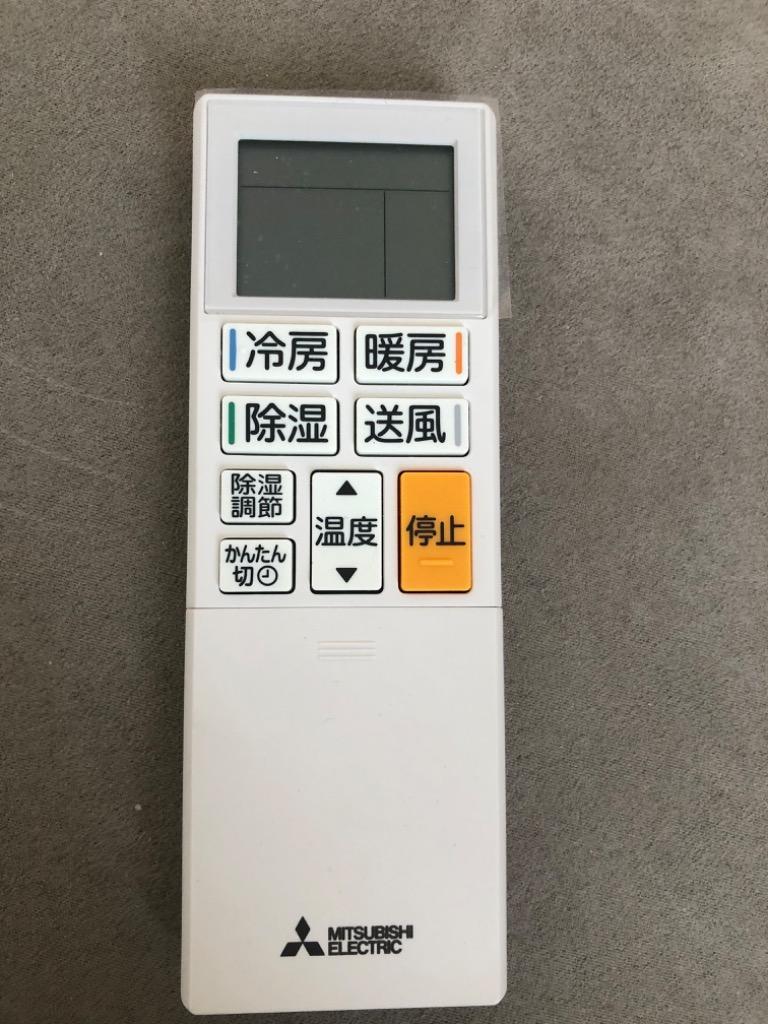 冷房 暖房
除湿 送風
除湿
調節
▲
温度
▼
停止
かんたん
切
MITSUBISHI
ELECTRIC